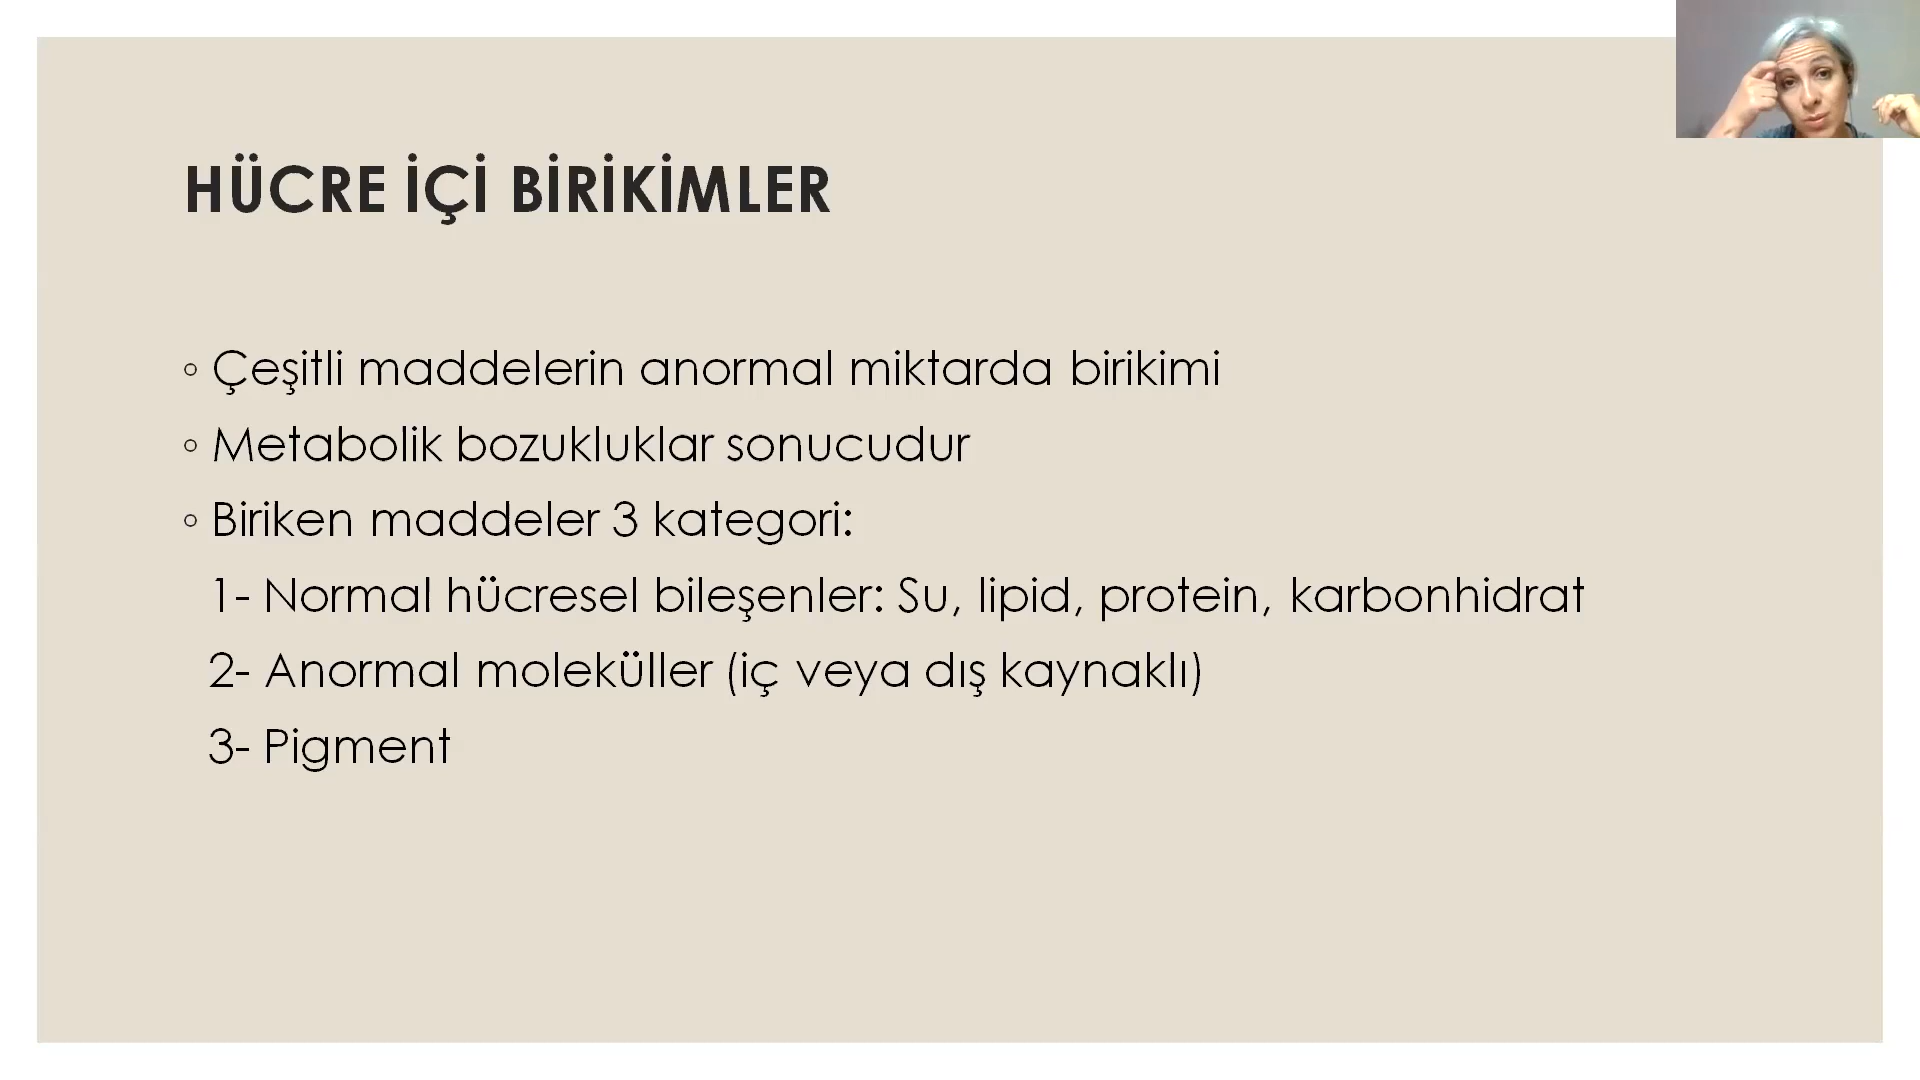 HÜCRE İÇİ BİRİKİMLER
◦ Çeşitli maddelerin anormal miktarda birikimi
◦ Metabolik bozukluklar sonucudur
◦ Biriken maddeler 3 kategori:
1- Normal hücresel bileşenler: Su, lipid, protein, karbonhidrat
2- Anormal moleküller (iç veya dış kaynaklı)
3- Pigment